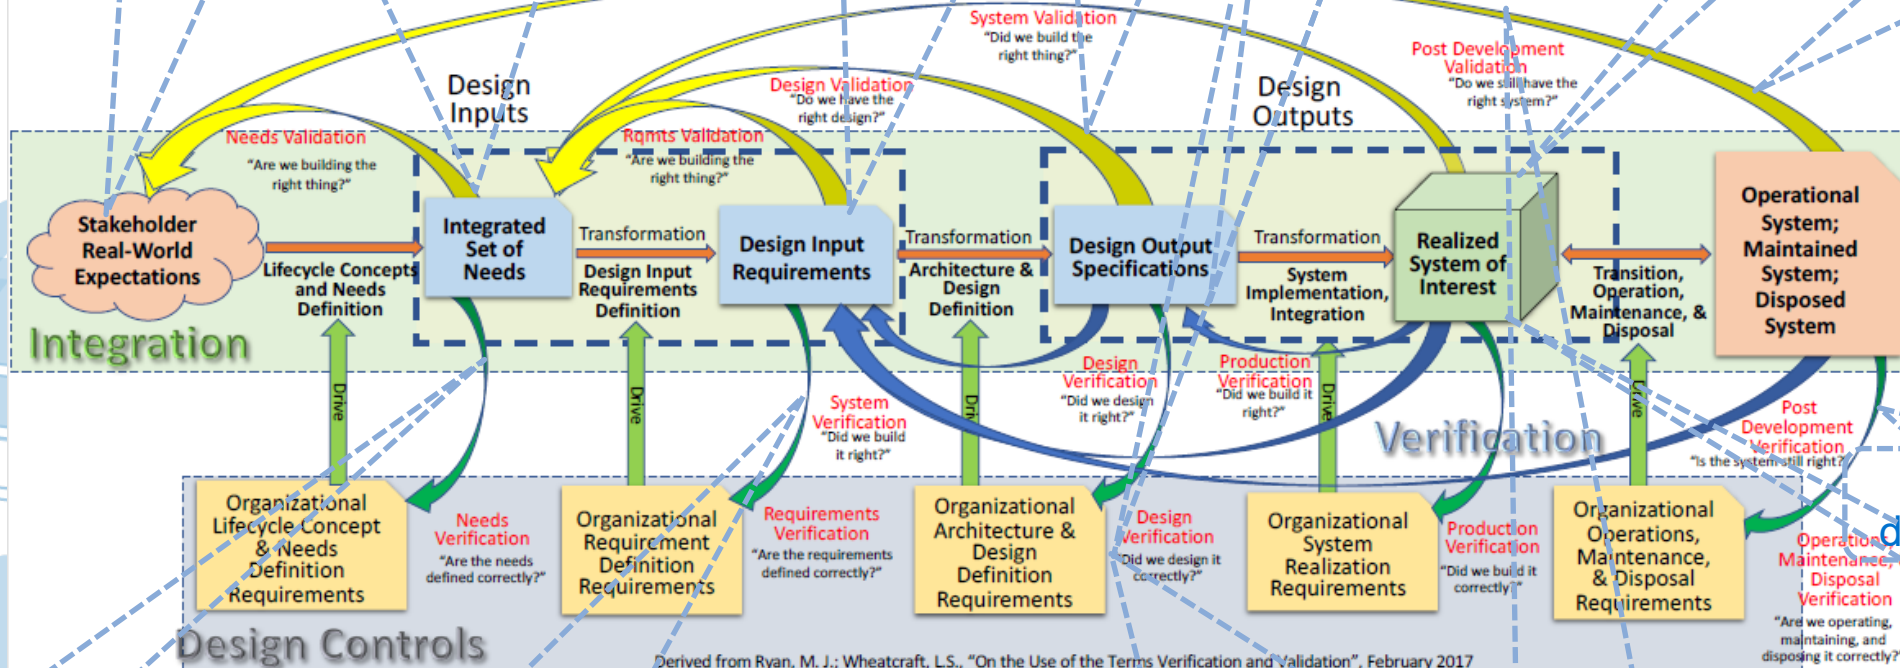 System Validation
“Did we build the
right thing?”
Post Development
Validation
“Do we still have the
right system?”
Design
Inputs
Design Validation
“Do we have the
right design?”
Design
Outputs
Needs Validation
“Are we building the
right thing?”
Rqmts Validation
“Are we building the
right thing?”
Stakeholder
Real-World
Expectations
Lifecycle Concepts
and Needs
Definition
Integrated
Set of
Needs
Transformation
Design Input
Requirements
Definition
Design Input
Requirements
Transformation
Architecture &
Design
Definition
Design Output
Specifications
Transformation
System
Implementation,
Integration
Realized
System of
Interest
Transition,
Operation,
Maintenance, &
Disposal
Operational
System;
Maintained
System;
Disposed
System
Integration
Drive
Drive
Drive
Drive
Drive
System
Verification
“Did we build
it right?”
Design
Verification
“Did we design
it right?”
Production
Verification
“Did we build it
right?”
Verification
Post
Development
Verification
“Is the system still right?
Organizational
Lifecycle Concept
& Needs
Definition
Requirements
Needs
Verification
“Are the needs
defined correctly?”
Organizational
Requirement
Definition
Requirements
Requirements
Verification
“Are the requirements
defined correctly?”
Organizational
Architecture &
Design
Definition
Requirements
Design
Verification
“Did we design it
correctly?”
Organizational
System
Realization
Requirements
Production
Verification
“Did we build it
correctly?”
Organizational
Operations,
Maintenance,
& Disposal
Requirements
Operation,
Maintenance,
Disposal
Verification
“Are we operating,
maintaining, and
disposing it correctly?
d
Design Controls
Derived from Ryan, M. J.; Wheatcraft, L.S., “On the Use of the Terms Verification and Validation”, February 2017